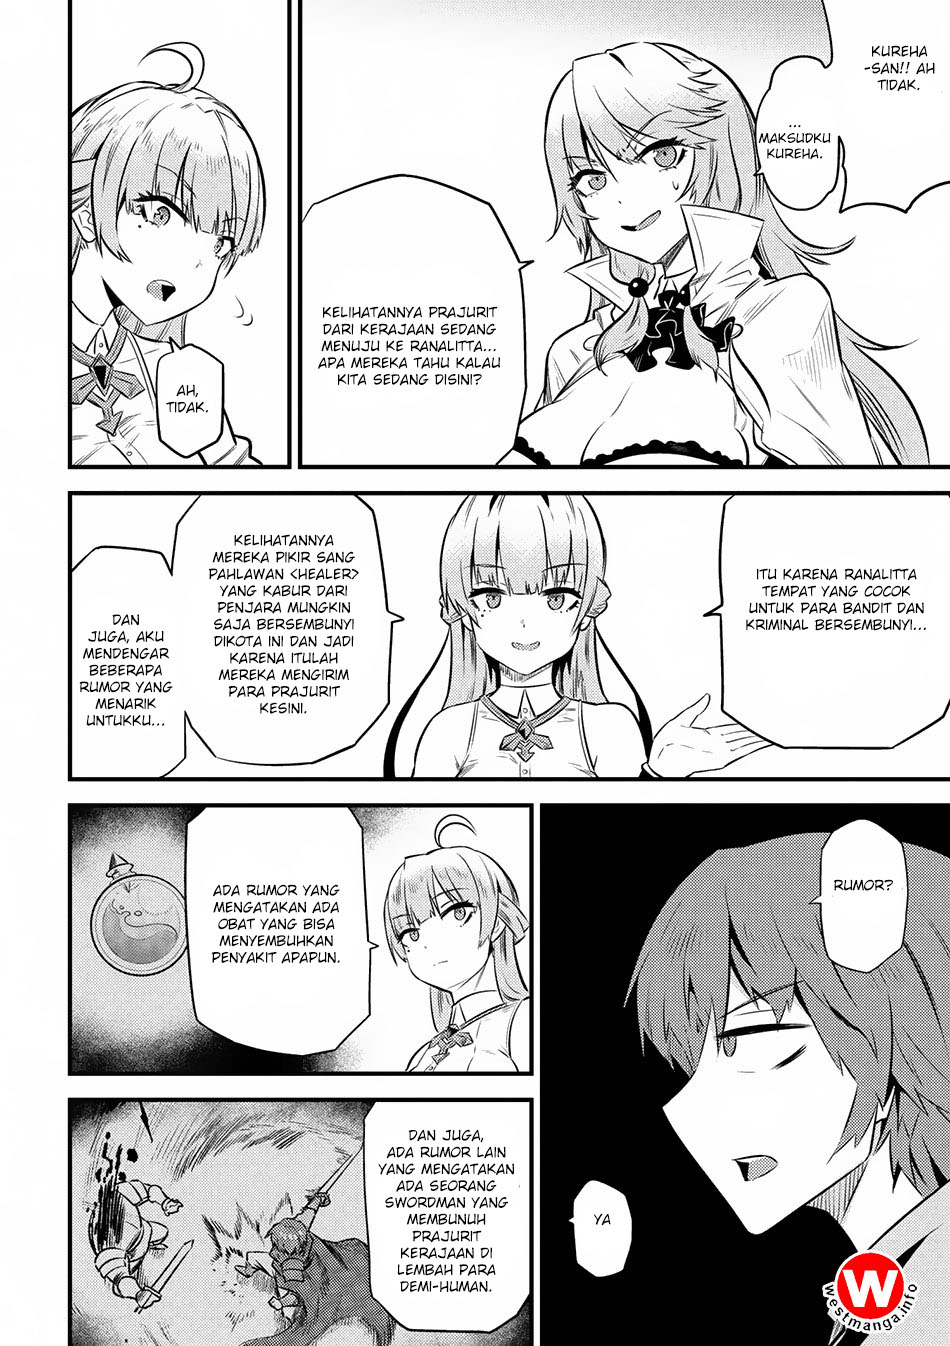 KUREHA
-SAN!! AH
TIDAK.
...
MAKSUDKU
KUREHA.
KELIHATANNYA PRAJURIT
DARI KERAJAAN SEDANG
MENUJU KE RANALITTA...
APA MEREKA TAHU KALAU
KITA SEDANG DISINI?
AH,
TIDAK.
ITU KARENA RANALITTA
TEMPAT YANG COCOK
UNTUK PARA BANDIT DAN
KRIMINAL BERSEMBUNYI...
KELIHATANNYA
MEREKA PIKIR SANG
PAHLAWAN <HEALER>
YANG KABUR DARI
PENJARA MUNGKIN
SAJA BERSEMBUNYI
DIKOTA INI DAN JADI
KARENA ITULAH
MEREKA MENGIRIM
PARA PRAJURIT
KESINI.
DAN
JUGA, AKU
MENDENGAR
BEBERAPA
RUMOR YANG
MENARIK
UNTUKKU...
RUMOR?
YA
ADA RUMOR YANG
MENGATAKAN ADA
OBAT YANG BISA
MENYEMBUHKAN
PENYAKIT APAPUN.
DAN JUGA,
ADA RUMOR LAIN
YANG MENGATAKAN
ADA SEORANG
SWORDMAN YANG
MEMBUNUH
PRAJURIT
KERAJAAN DI
LEMBAH PARA
DEMI-HUMAN.
W
westmanga.info